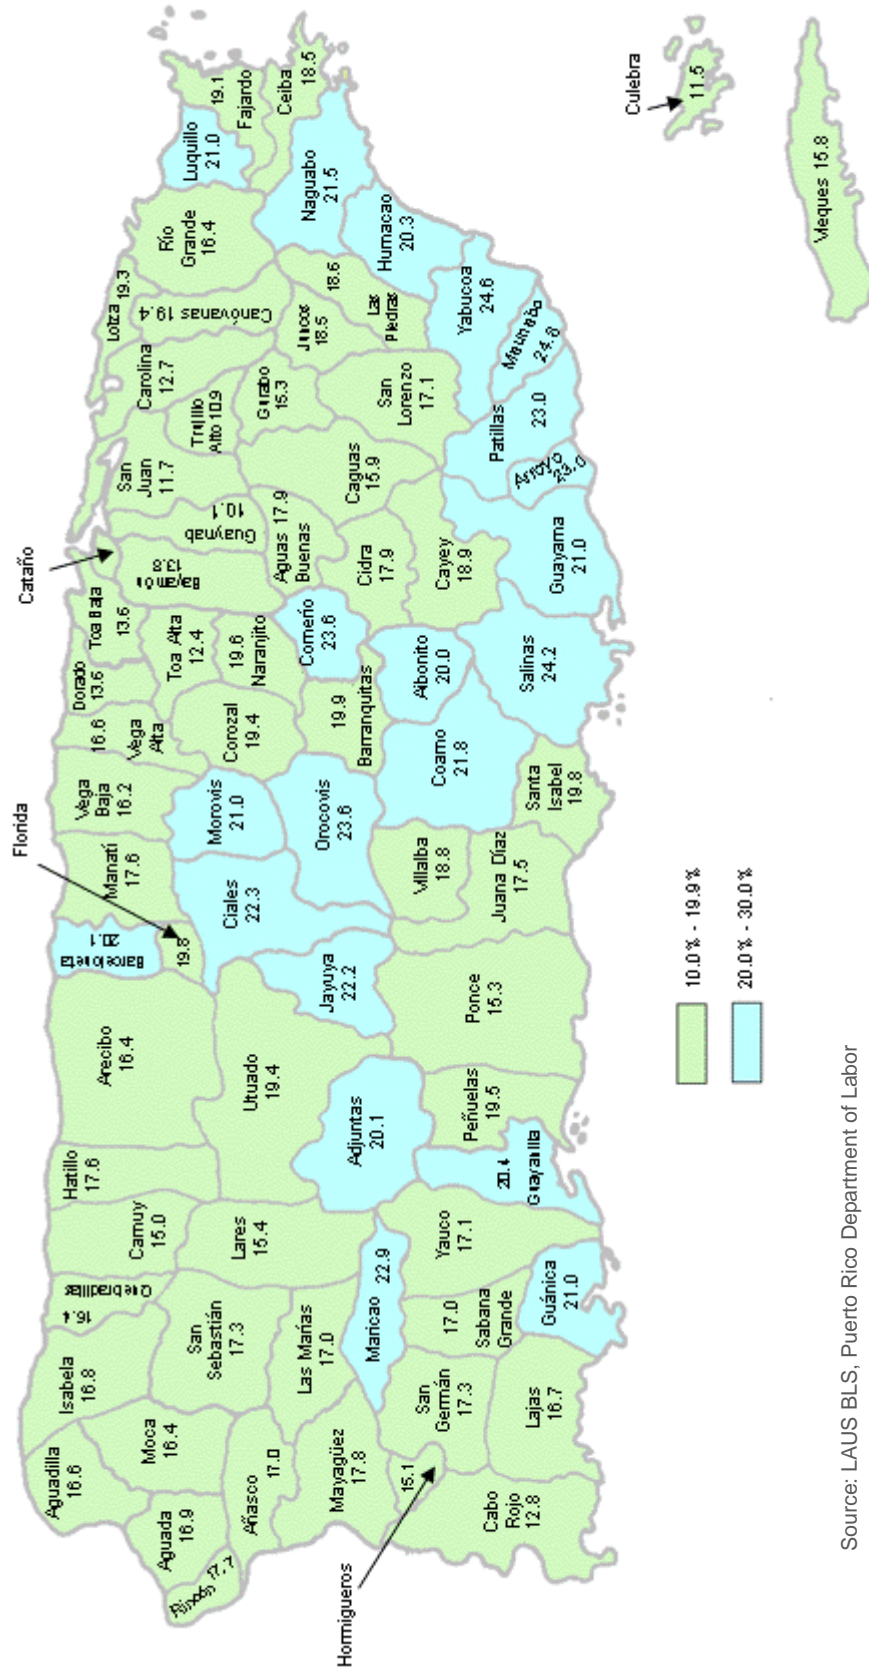 Cataño
Florida
Culebra
11.5
Vieques 15.8
Hormigueros
15.1
Aguadilla
16.6
Isabela
16.8
Quebradillas
16.4
Camuy
15.0
Hatillo
17.6
Arecibo
16.4
Barceloneta
20.1
19.8
Manatí
17.6
Vega
Baja
16.2
16.6
Vega
Alta
Dorado
13.6
Toa Baja
13.6
Toa Alta
12.4
Bayamón
13.8
Guaynab
10.1
San
Juan
11.7
Trujillo
Alto 10.9
Carolina
12.7
Loíza 19.3
Canóvanas 19.4
Río
Grande
16.4
Luquillo
21.0
19.1
Fajardo
Ceiba
18.5
Naguabo
21.5
Humacao
20.3
18.6
Las
Piedras
Juncos
18.5
Gurabo
15.3
San
Lorenzo
17.1
Caguas
15.9
Aguas 17.9
Buenas
Cidra
17.9
Cayey
18.9
Yabucoa
24.6
Maunabo
24.8
Patillas
23.0
Arroyo
23.0
Guayama
21.0
Salinas
24.2
Aibonito
20.0
Comerío
23.6
19.6
Naranjito
Corozal
19.4
19.9
Barranquitas
Coamo
21.8
Santa
Isabel
19.8
Morovis
21.0
Orocovis
23.6
Ciales
22.3
Villalba
18.8
Juana Díaz
17.5
Jayuya
22.2
Ponce
15.3
Utuado
19.4
Adjuntas
20.1
Peñuelas
19.5
20.4
Guayanilla
Lares
15.4
Yauco
17.1
Maricao 22.9
San
Sebastián
17.3
Las Marías
17.0
17.0
Sabana
Grande
Guánica
21.0
Moca
16.4
Aguada
16.9
Rincón 17.7
Añasco
17.0
Mayagüez
17.8
San
Germán
17.3
Lajas
16.7
Cabo
Rojo
12.8
10.0% - 19.9%
20.0% - 30.0%
Source: LAUS BLS, Puerto Rico Department of Labor